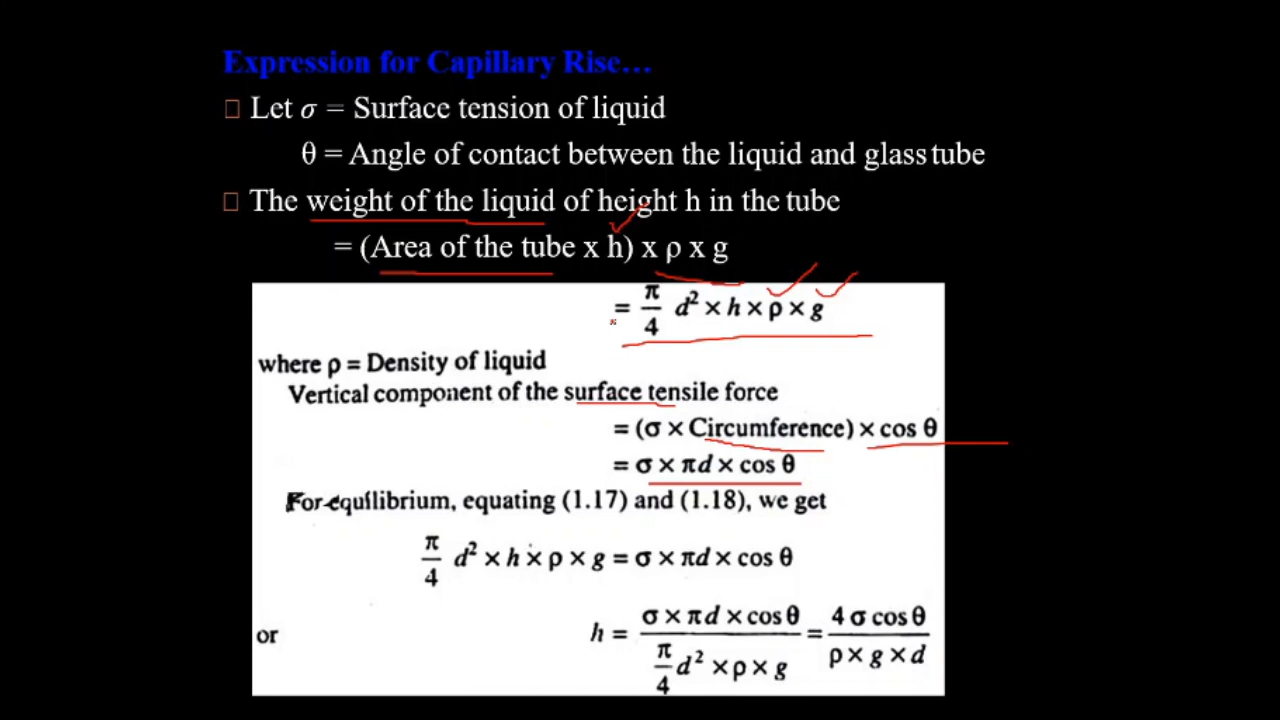 Expression for Capillary Rise…
Let σ = Surface tension of liquid
θ = Angle of contact between the liquid and glass tube
The weight of the liquid of height h in the tube
= (Area of the tube x h) x ρ x g
= π/4 d² × h × ρ × g
where ρ = Density of liquid
Vertical component of the surface tensile force
= (σ × Circumference) × cos θ
= σ × πd × cos θ
For equilibrium, equating (1.17) and (1.18), we get
π/4 d² × h × ρ × g = σ × πd × cos θ
or h = (σ × πd × cos θ)/(π/4 d² × ρ × g) = (4 σ cos θ)/(ρ × g × d)